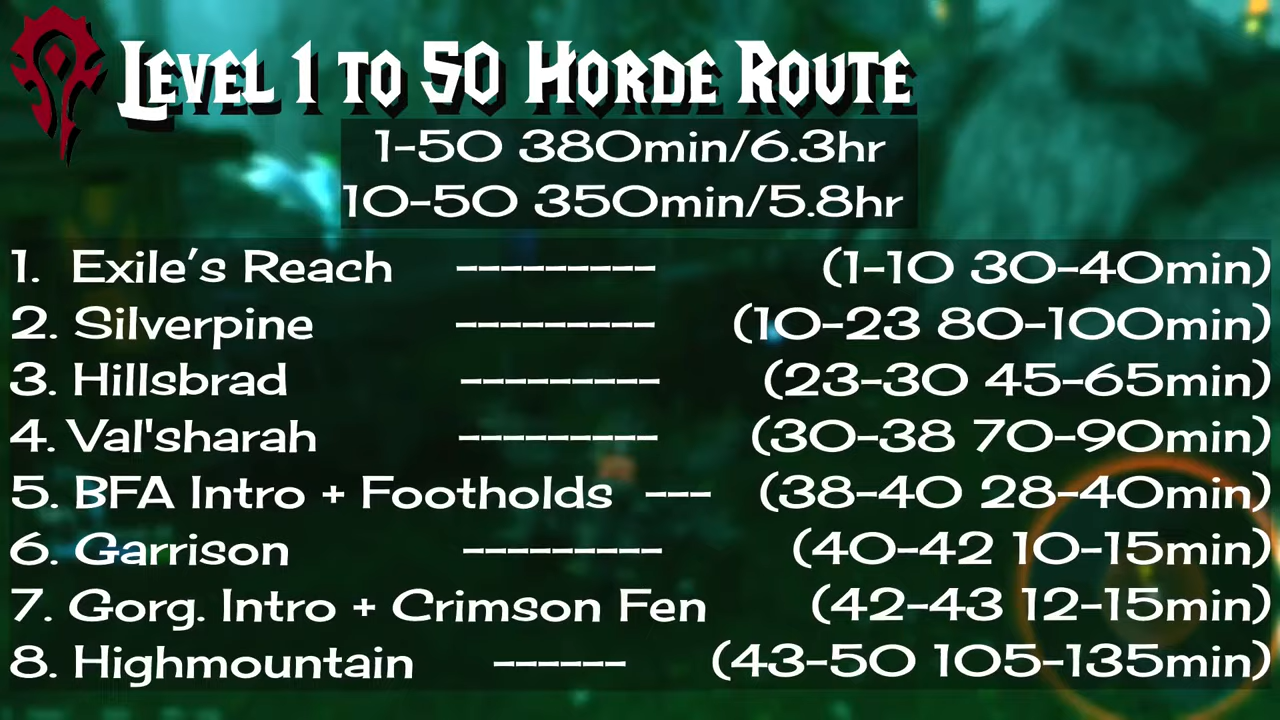 Level 1 to 50 Horde Route
1-50 380min/6.3hr
10-50 350min/5.8hr
1. Exile's Reach --------- (1-10 30-40min)
2. Silverpine --------- (10-23 80-100min)
3. Hillsbrad --------- (23-30 45-65min)
4. Val'sharah --------- (30-38 70-90min)
5. BFA Intro + Footholds --- (38-40 28-40min)
6. Garrison --------- (40-42 10-15min)
7. Gorg. Intro + Crimson Fen (42-43 12-15min)
8. Highmountain ------ (43-50 105-135min)